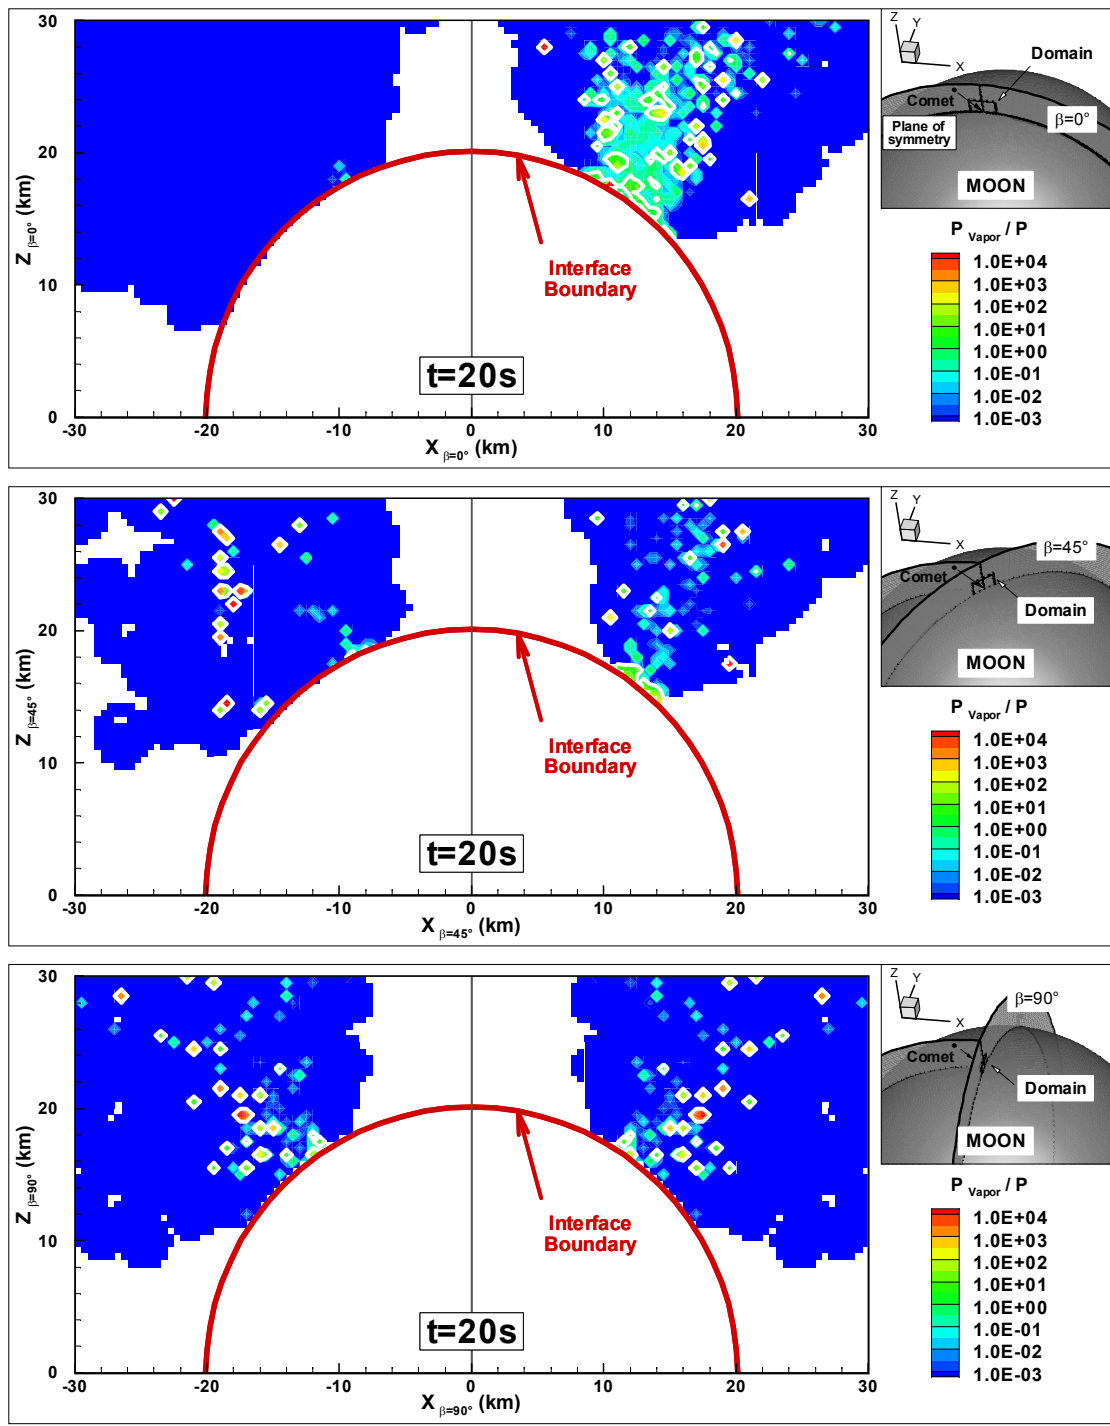 30
20
10
0
Z β=0° (km)
-30 -20 -10 0 10 20 30
X β=0° (km)
Interface
Boundary
t=20s
Z
Y
X
Domain
Comet
β=0°
Plane of
symmetry
MOON
P Vapor / P
1.0E+04
1.0E+03
1.0E+02
1.0E+01
1.0E+00
1.0E-01
1.0E-02
1.0E-03
30
20
10
0
Z β=45° (km)
-30 -20 -10 0 10 20 30
X β=45° (km)
Interface
Boundary
t=20s
Z
Y
X
β=45°
Comet
Domain
MOON
P Vapor / P
1.0E+04
1.0E+03
1.0E+02
1.0E+01
1.0E+00
1.0E-01
1.0E-02
1.0E-03
30
20
10
0
Z β=90° (km)
-30 -20 -10 0 10 20 30
X β=90° (km)
Interface
Boundary
t=20s
Z
Y
X
β=90°
Comet
Domain
MOON
P Vapor / P
1.0E+04
1.0E+03
1.0E+02
1.0E+01
1.0E+00
1.0E-01
1.0E-02
1.0E-03